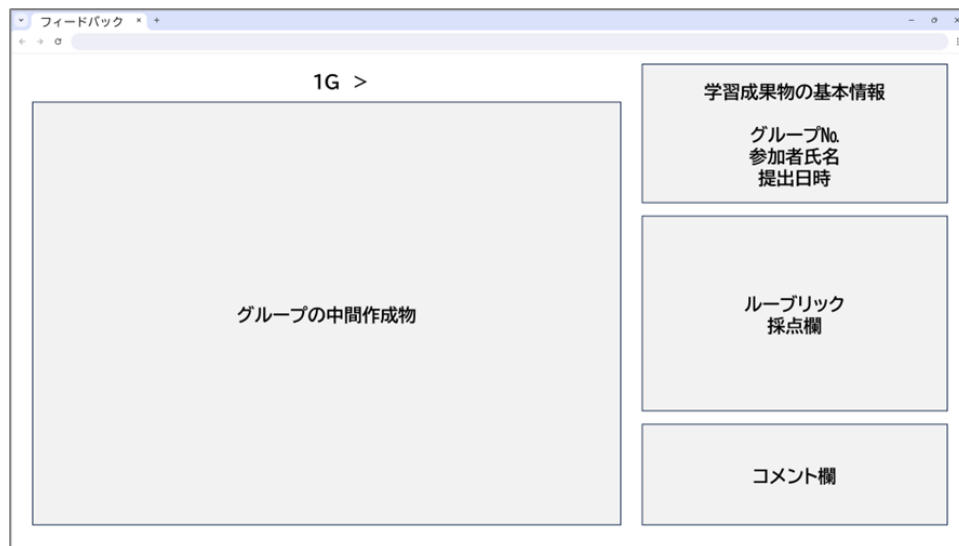 フィードバック
1G >
グループの中間作成物
学習成果物の基本情報
グループ№
参加者氏名
提出日時
ルーブリック
採点欄
コメント欄